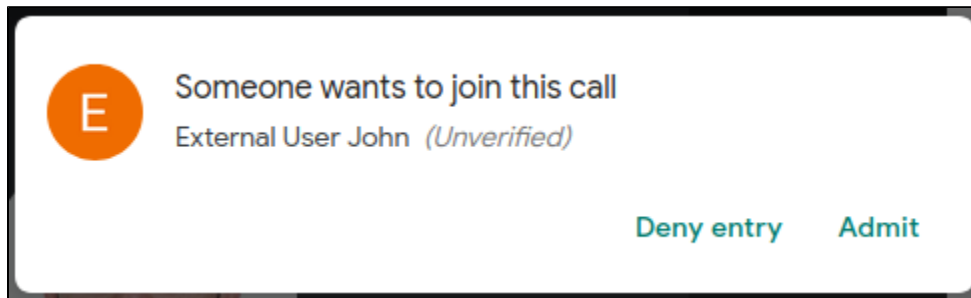 E
Someone wants to join this call
External User John (Unverified)
Deny entry Admit